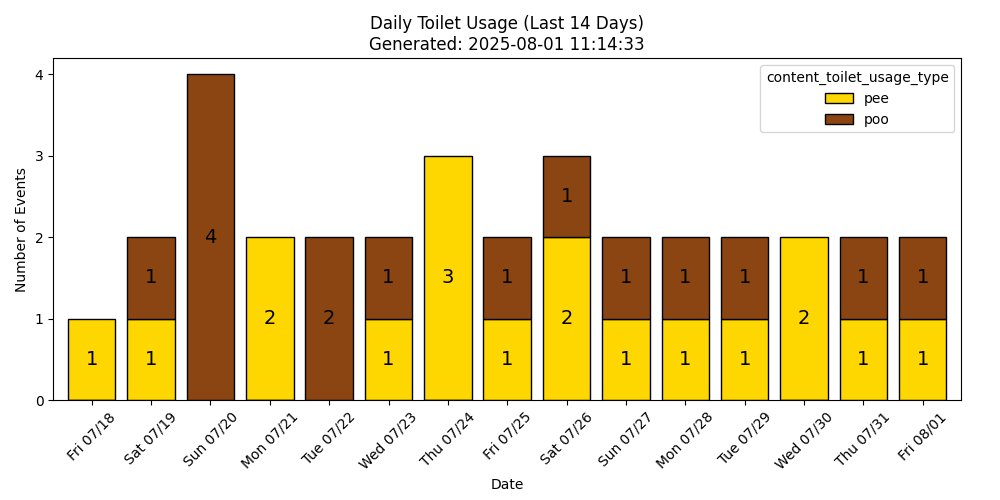 Daily Toilet Usage (Last 14 Days)
Generated: 2025-08-01 11:14:33
content_toilet_usage_type
pee
poo
Number of Events
4
3
2
1
0
1
1
1
4
2
2
1
1
3
1
1
2
1
1
1
1
1
1
1
2
1
1
1
1
Fri 07/18
Sat 07/19
Sun 07/20
Mon 07/21
Tue 07/22
Wed 07/23
Thu 07/24
Fri 07/25
Sat 07/26
Sun 07/27
Mon 07/28
Tue 07/29
Wed 07/30
Thu 07/31
Fri 08/01
Date